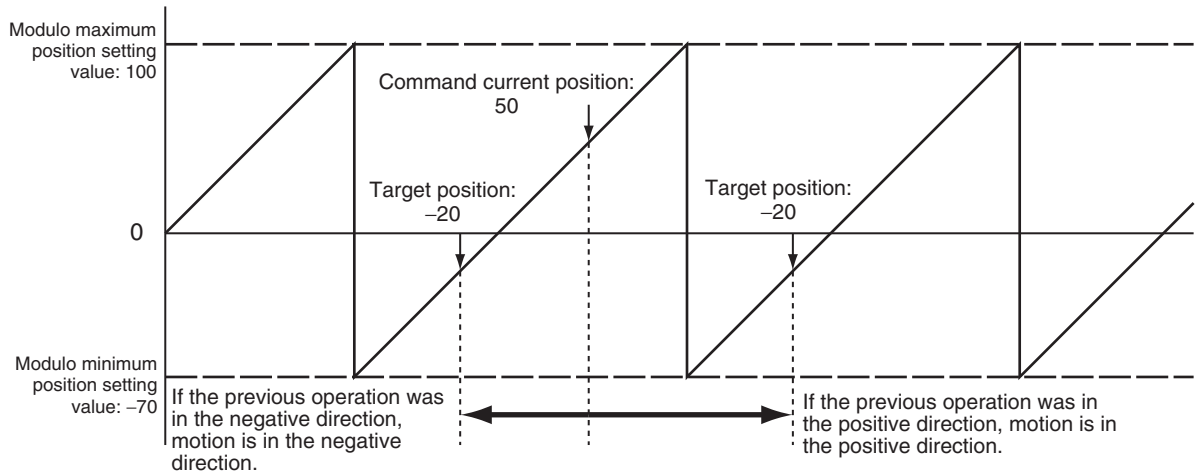 Modulo maximum
position setting
value: 100
Command current position:
50
Target position:
−20
Target position:
−20
0
Modulo minimum
position setting
value: −70
If the previous operation was
in the negative direction,
motion is in the negative
direction.
If the previous operation was in
the positive direction, motion is in
the positive direction.